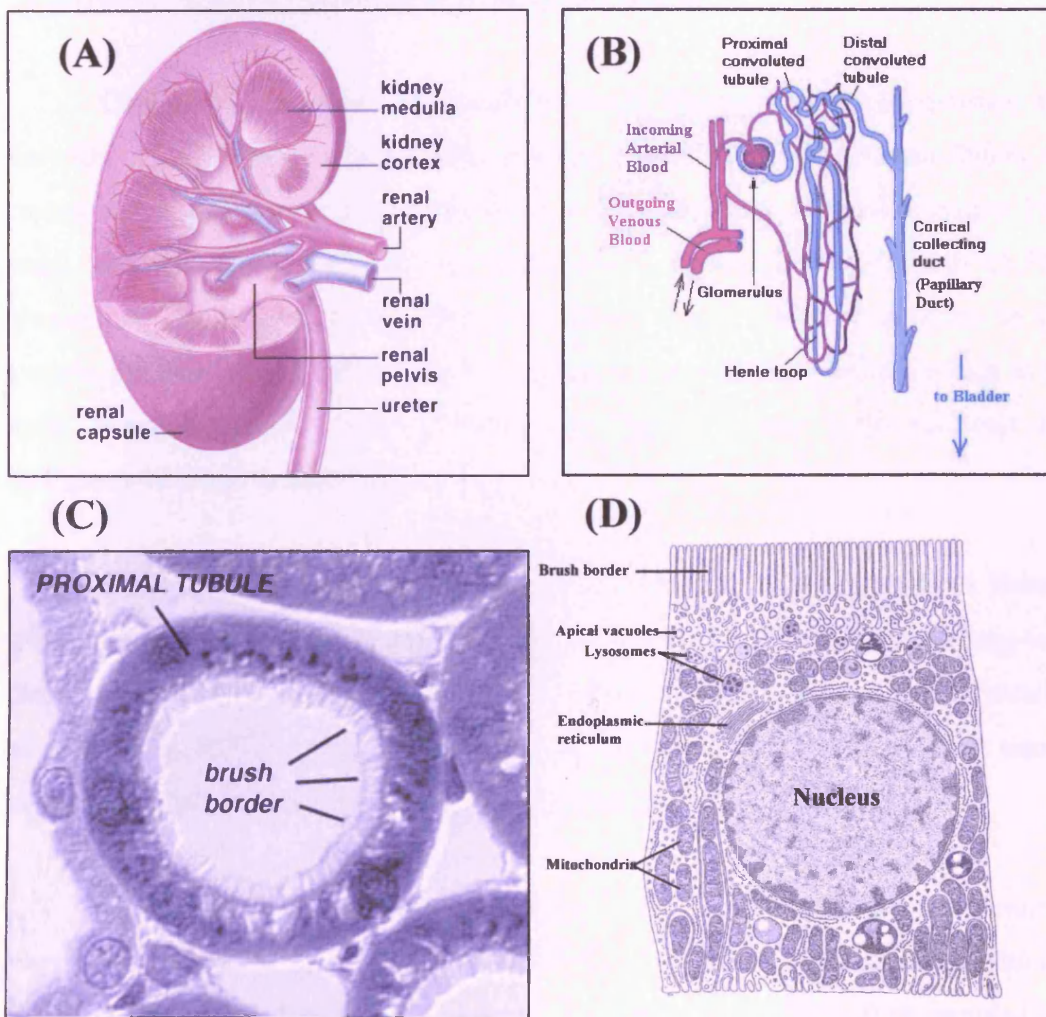 (A)
kidney
medulla
kidney
cortex
renal
artery
renal
vein
renal
pelvis
ureter
renal
capsule
(B)
Proximal
convoluted
tubule
Distal
convoluted
tubule
Incoming
Arterial
Blood
Outgoing
Venous
Blood
Glomerulus
Cortical
collecting
duct
(Papillary
Duct)
Henle loop
to Bladder
(C)
PROXIMAL TUBULE
brush
border
(D)
Brush border
Apical vacuoles
Lysosomes
Endoplasmic
reticulum
Nucleus
Mitochondria